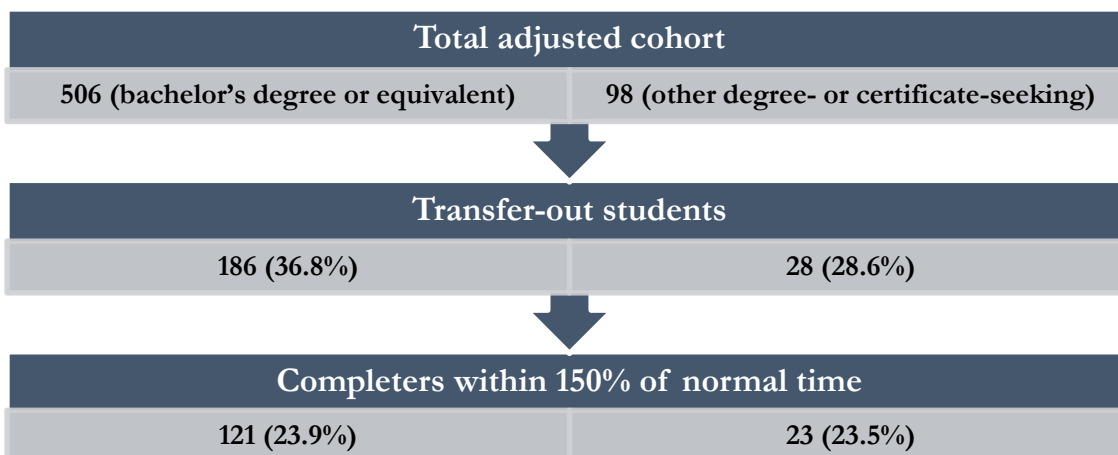 Total adjusted cohort
506 (bachelor’s degree or equivalent) 98 (other degree- or certificate-seeking)
Transfer-out students
186 (36.8%) 28 (28.6%)
Completers within 150% of normal time
121 (23.9%) 23 (23.5%)